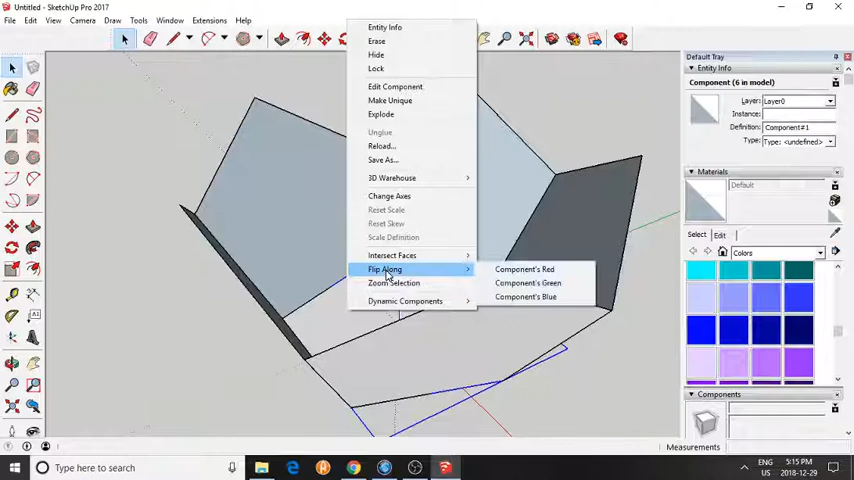 Untitled - SketchUp Pro 2017
File Edit View Camera Draw Tools Window Extensions Help
Entity Info
Erase
Hide
Lock
Edit Component
Make Unique
Explode
Unglue
Reload...
Save As...
3D Warehouse
Change Axes
Reset Scale
Reset Skew
Scale Definition
Intersect Faces
Flip Along
Zoom Selection
Dynamic Components
Component's Red
Component's Green
Component's Blue
Default Tray
Entity Info
Component (6 in model)
Layer: Layer0
Instance:
Definition: Component#1
Type: Type: <undefined>
Materials
Default
Select Edit
Colors
Components
Measurements
Type here to search
ENG
5:15 PM
CMS
2018-12-29